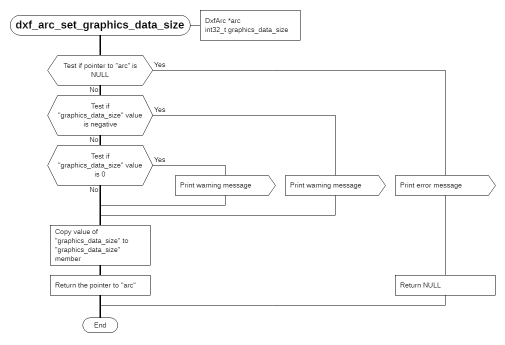 dxf_arc_set_graphics_data_size
DxfArc *arc
int32_t graphics_data_size
Test if pointer to "arc" is
NULL
Yes
No
Test if
"graphics_data_size" value
is negative
Yes
No
Test if
"graphics_data_size" value
is 0
Yes
No
Print warning message
Print warning message
Print error message
Copy value of
"graphics_data_size" to
"graphics_data_size"
member
Return the pointer to "arc"
Return NULL
End